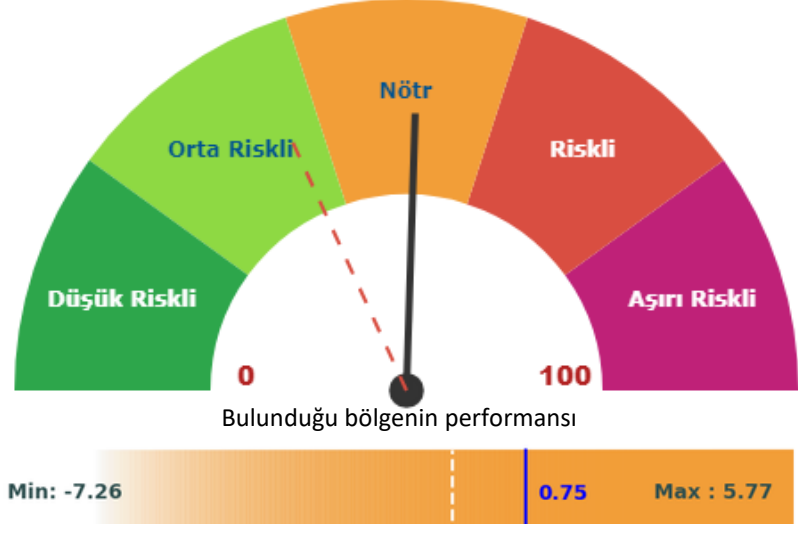 Nötr
Orta Riskli
Riskli
Düşük Riskli
Aşırı Riskli
0
100
Bulunduğu bölgenin performansı
Min: -7.26
0.75
Max : 5.77